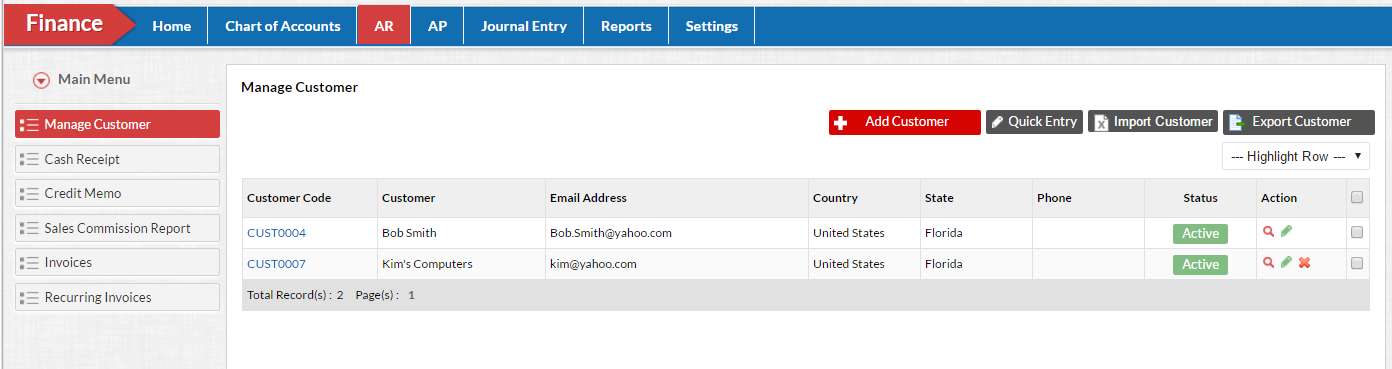 Finance Home Chart of Accounts AR AP Journal Entry Reports Settings
Main Menu
Manage Customer
Cash Receipt
Credit Memo
Sales Commission Report
Invoices
Recurring Invoices
Manage Customer
Add Customer Quick Entry Import Customer Export Customer
--- Highlight Row ---
Customer Code Customer Email Address Country State Phone Status Action
CUST0004 Bob Smith Bob.Smith@yahoo.com United States Florida Active
CUST0007 Kim's Computers kim@yahoo.com United States Florida Active
Total Record(s) : 2 Page(s) : 1